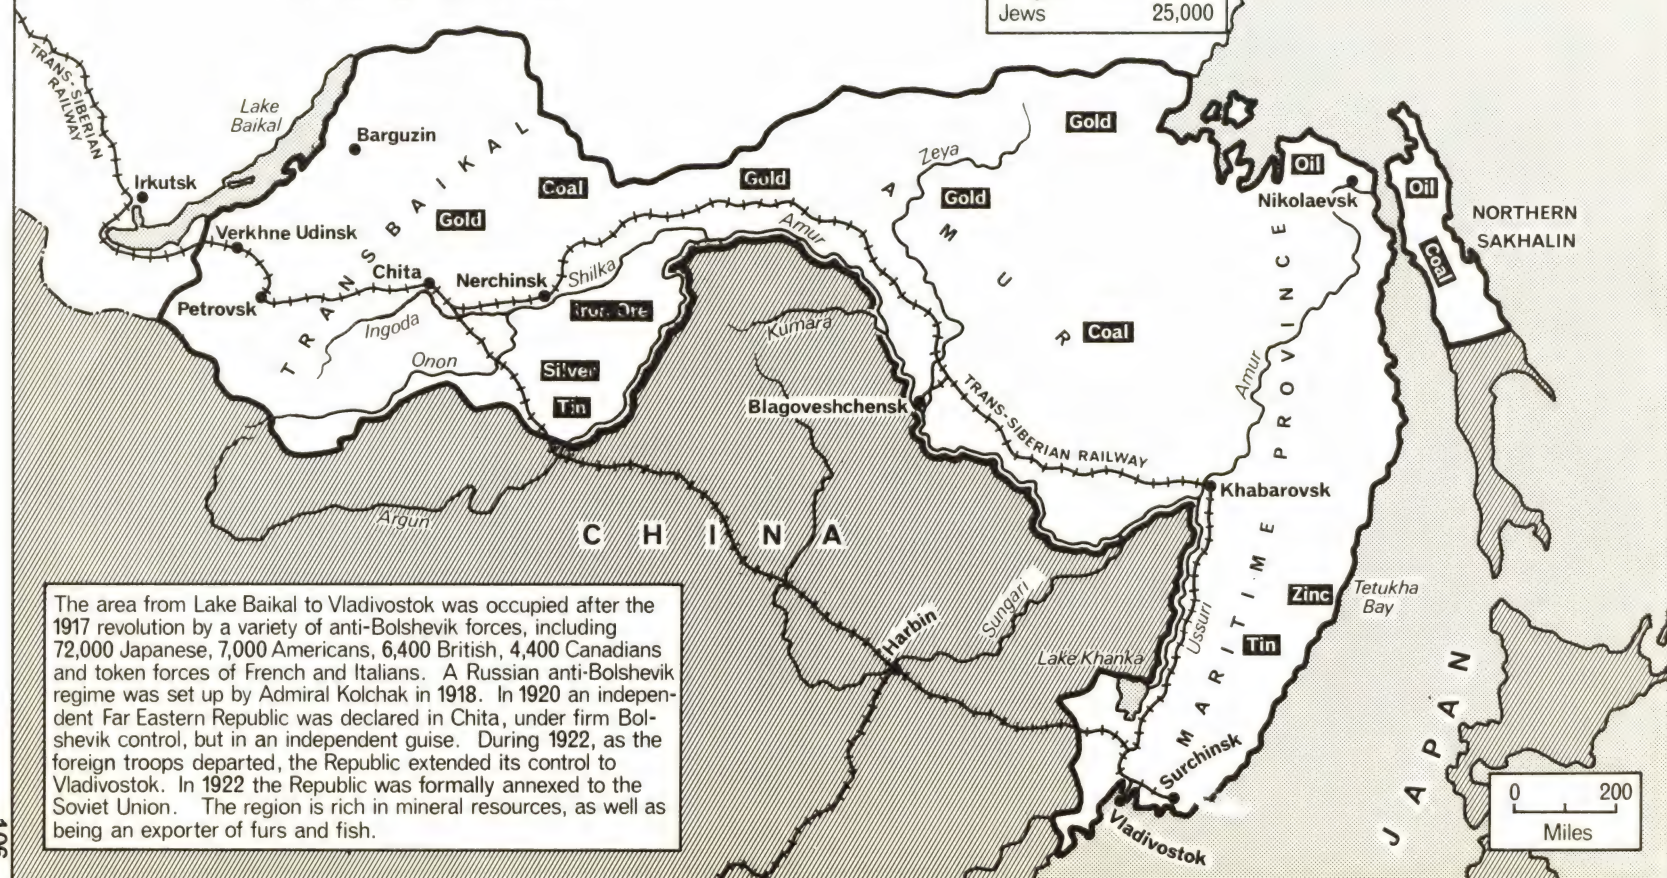 Jews 25,000
TRANS-SIBERIAN
RAILWAY
Lake
Baikal
Barguzin
Irkutsk
TRANSBAIKAL
Coal
Gold
Gold
Verkhne Udinsk
Chita
Nerchinsk
Shilka
Petrovsk
Ingoda
Onon
Iron Ore
Silver
Tin
Argun
Amur
Kumara
Zeya
AMUR
Gold
Gold
Coal
Blagoveshchensk
TRANS-SIBERIAN RAILWAY
Oil
Nikolaevsk
Oil
Coal
NORTHERN
SAKHALIN
Amur
MARITIME PROVINCE
Khabarovsk
CHINA
Harbin
Sungari
Ussuri
Lake Khanka
Zinc
Tin
Tetukha
Bay
Surchinsk
Vladivostok
JAPAN
0 200
Miles
The area from Lake Baikal to Vladivostok was occupied after the
1917 revolution by a variety of anti-Bolshevik forces, including
72,000 Japanese, 7,000 Americans, 6,400 British, 4,400 Canadians
and token forces of French and Italians. A Russian anti-Bolshevik
regime was set up by Admiral Kolchak in 1918. In 1920 an indepen-
dent Far Eastern Republic was declared in Chita, under firm Bol-
shevik control, but in an independent guise. During 1922, as the
foreign troops departed, the Republic extended its control to
Vladivostok. In 1922 the Republic was formally annexed to the
Soviet Union. The region is rich in mineral resources, as well as
being an exporter of furs and fish.